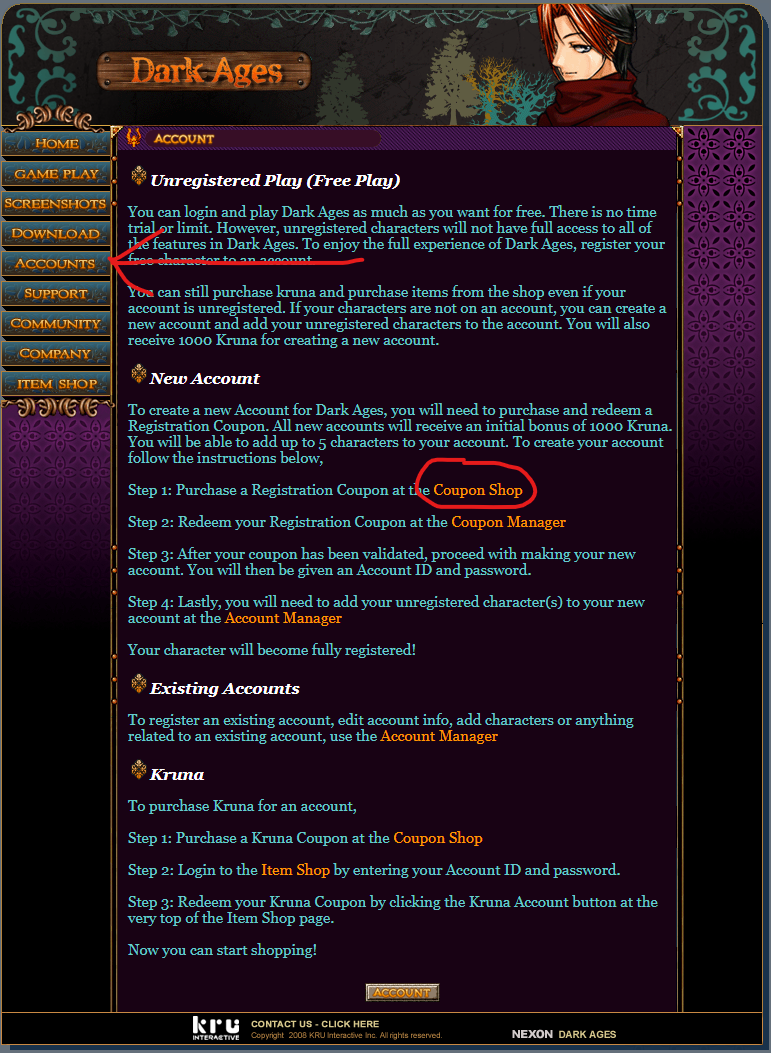 Dark Ages
HOME
GAME PLAY
SCREENSHOTS
DOWNLOAD
ACCOUNTS
SUPPORT
COMMUNITY
COMPANY
ITEM SHOP
ACCOUNT
Unregistered Play (Free Play)
You can login and play Dark Ages as much as you want for free. There is no time
trial or limit. However, unregistered characters will not have full access to all of
the features in Dark Ages. To enjoy the full experience of Dark Ages, register your
free character to an account.
You can still purchase kruna and purchase items from the shop even if your
account is unregistered. If your characters are not on an account, you can create a
new account and add your unregistered characters to the account. You will also
receive 1000 Kruna for creating a new account.
New Account
To create a new Account for Dark Ages, you will need to purchase and redeem a
Registration Coupon. All new accounts will receive an initial bonus of 1000 Kruna.
You will be able to add up to 5 characters to your account. To create your account
follow the instructions below,
Step 1: Purchase a Registration Coupon at the Coupon Shop
Step 2: Redeem your Registration Coupon at the Coupon Manager
Step 3: After your coupon has been validated, proceed with making your new
account. You will then be given an Account ID and password.
Step 4: Lastly, you will need to add your unregistered character(s) to your new
account at the Account Manager
Your character will become fully registered!
Existing Accounts
To register an existing account, edit account info, add characters or anything
related to an existing account, use the Account Manager
Kruna
To purchase Kruna for an account,
Step 1: Purchase a Kruna Coupon at the Coupon Shop
Step 2: Login to the Item Shop by entering your Account ID and password.
Step 3: Redeem your Kruna Coupon by clicking the Kruna Account button at the
very top of the Item Shop page.
Now you can start shopping!
ACCOUNT
kru
INTERACTIVE
CONTACT US - CLICK HERE
Copyright 2008 KRU Interactive Inc. All rights reserved.
NEXON DARK AGES